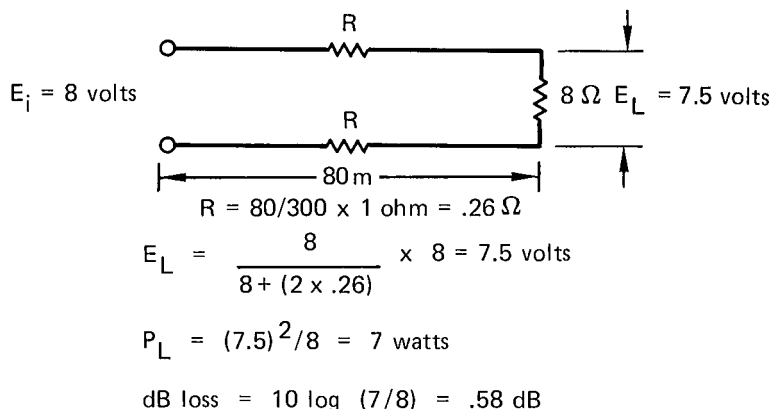 R
E_i = 8 volts
8 Ω E_L = 7.5 volts
R
80 m
R = 80/300 x 1 ohm = .26 Ω
E_L = 8 / 8 + (2 x .26) x 8 = 7.5 volts
P_L = (7.5)^2/8 = 7 watts
dB loss = 10 log (7/8) = .58 dB